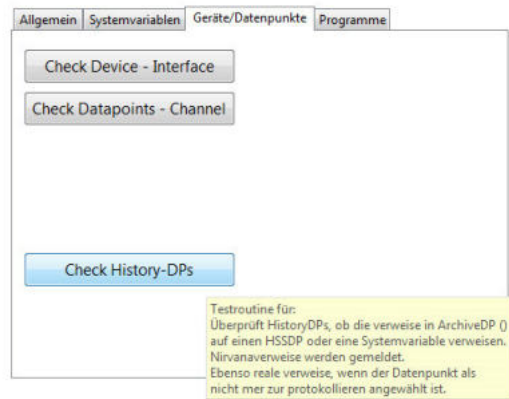 Allgemein Systemvariablen Geräte/Datenpunkte Programme
Check Device - Interface
Check Datapoints - Channel
Check History-DPs
Testroutine für:
Überprüft HistoryDPs, ob die verweise in ArchiveDP ()
auf einen HSSDP oder eine Systemvariable verweisen.
Nirvanaverweise werden gemeldet.
Ebenso reale verweise, wenn der Datenpunkt als
nicht mer zur protokollieren angewählt ist.